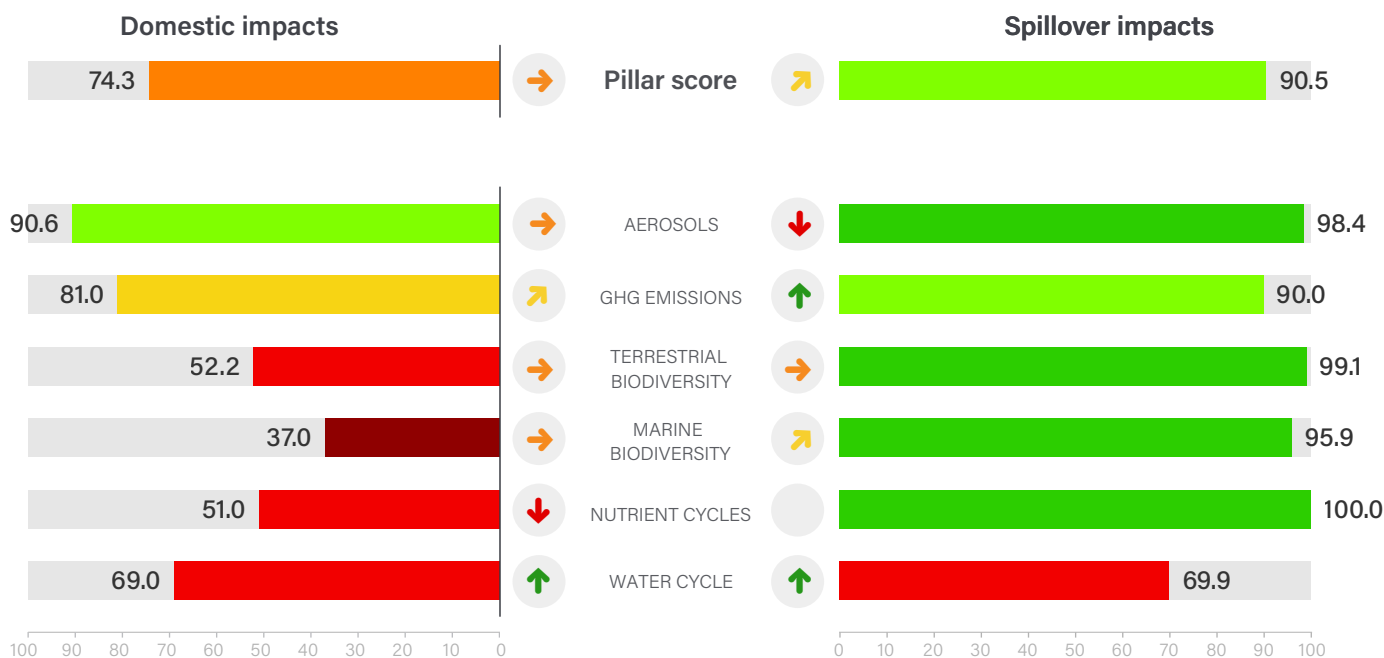 Domestic impacts
Spillover impacts
74.3
Pillar score
90.5
90.6
AEROSOLS
98.4
81.0
GHG EMISSIONS
90.0
52.2
TERRESTRIAL
BIODIVERSITY
99.1
37.0
MARINE
BIODIVERSITY
95.9
51.0
NUTRIENT CYCLES
100.0
69.0
WATER CYCLE
69.9
100 90 80 70 60 50 40 30 20 10 0
0 10 20 30 40 50 60 70 80 90 100